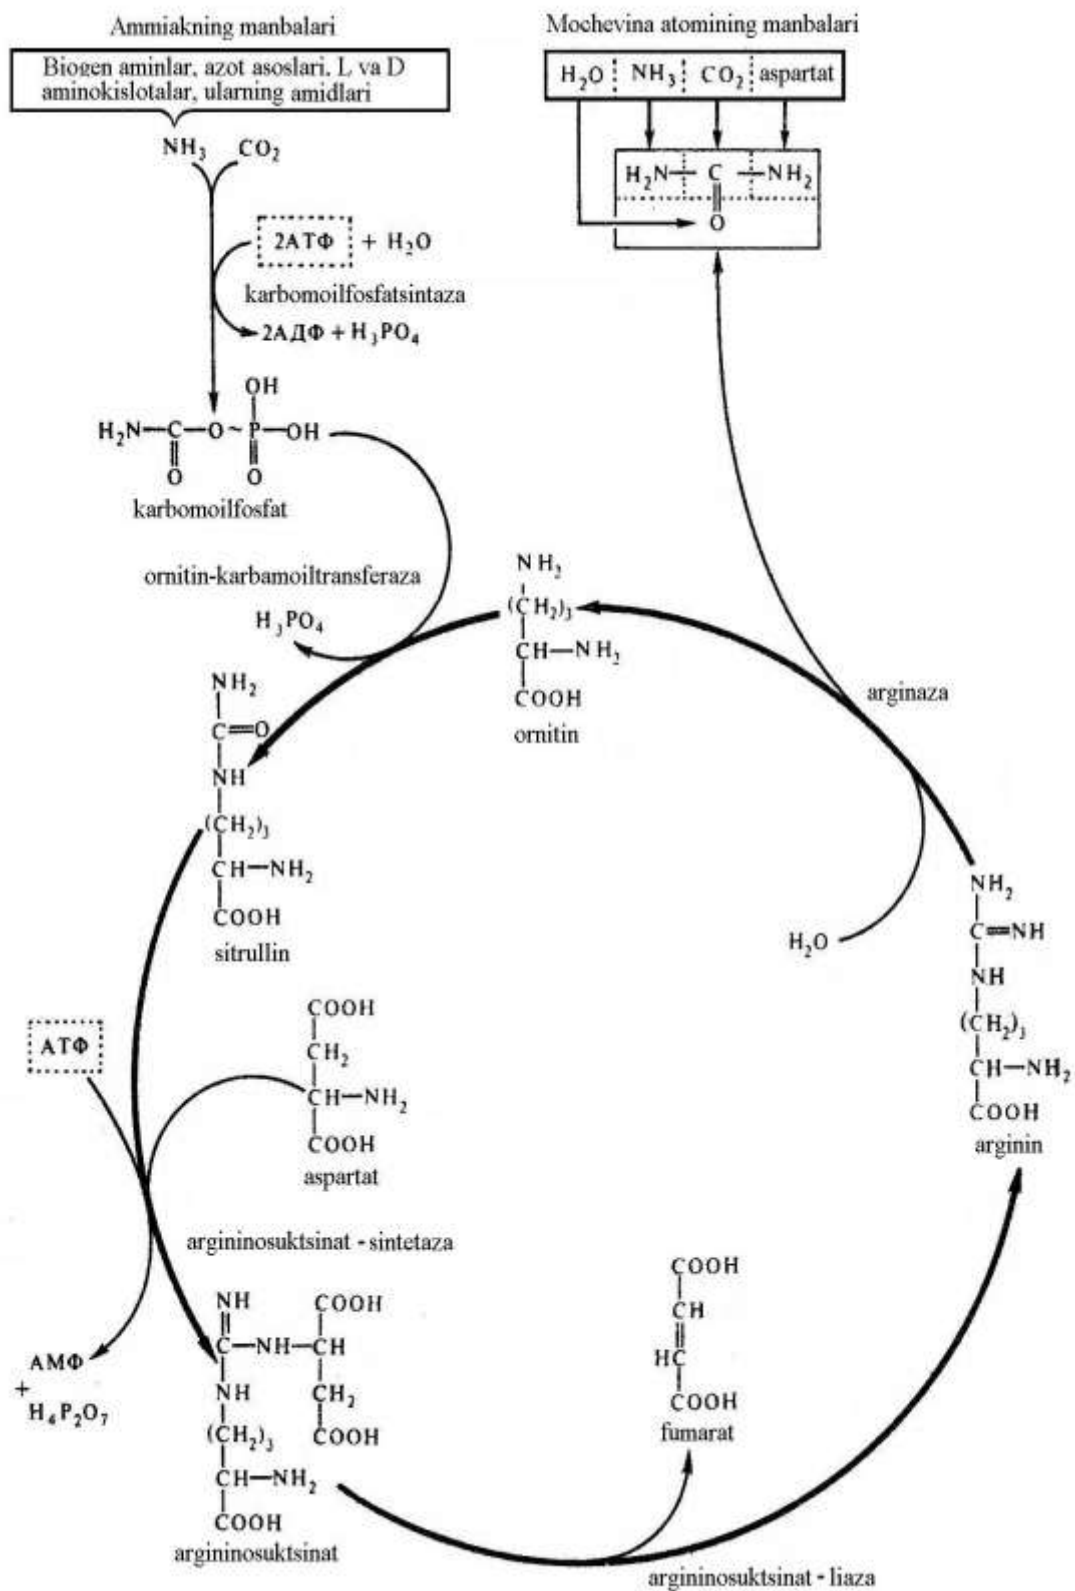 Ammiakning manbalari
Biogen aminlar, azot asoslari, L va D
aminokislotalar, ularning amidlari
NH₃ CO₂
2АТФ + H₂O
karbomoilfosfatsintaza
2АДФ + H₃PO₄
OH
H₂N—C—O~P—OH
O O
karbomoilfosfat
Mochevina atomining manbalari
H₂O NH₃ CO₂ aspartat
H₂N—C—NH₂
O
ornitin-karbamoiltransferaza
H₃PO₄
NH₂
(CH₂)₃
CH—NH₂
COOH
ornitin
arginaza
NH₂
C=O
NH
(CH₂)₃
CH—NH₂
COOH
sitrullin
H₂O
NH₂
C=NH
NH
(CH₂)₃
CH—NH₂
COOH
arginin
АТФ
COOH
CH₂
CH—NH₂
COOH
aspartat
argininosuktsinat - sintetaza
АМФ
+
H₄P₂O₇
NH COOH
C—NH—CH
NH CH₂
(CH₂)₃ COOH
CH—NH₂
COOH
argininosuktsinat
COOH
CH
HC
COOH
fumarat
argininosuktsinat - liaza